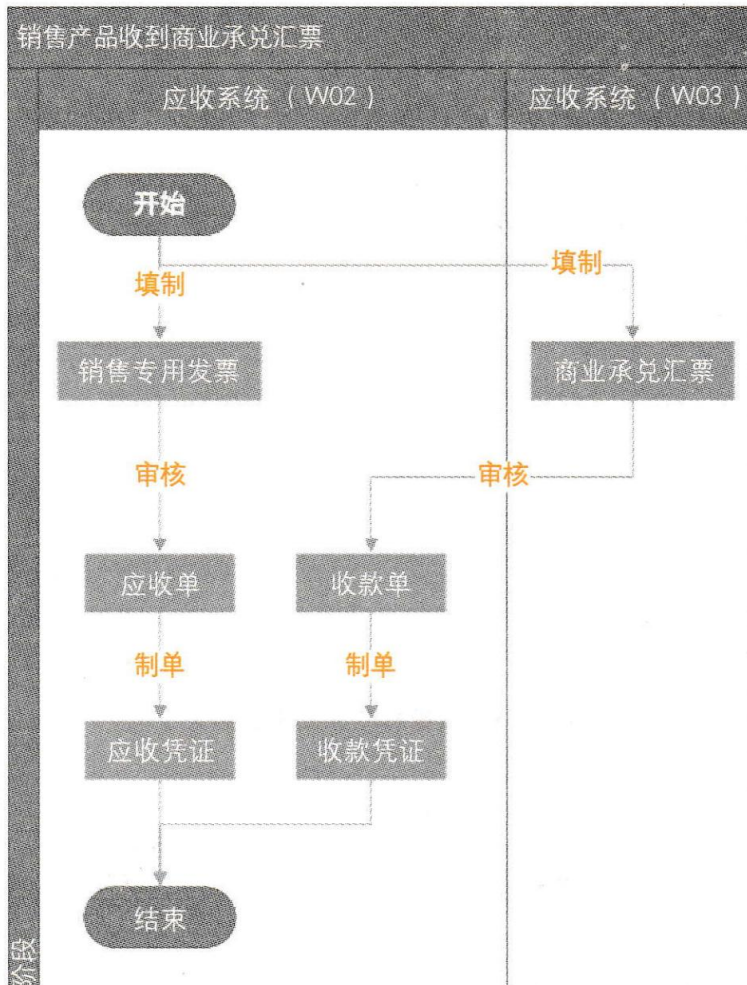 销售产品收到商业承兑汇票
应收系统（W02）
应收系统（W03）
开始
填制
填制
销售专用发票
商业承兑汇票
审核
审核
应收单
收款单
制单
制单
应收凭证
收款凭证
结束
阶段